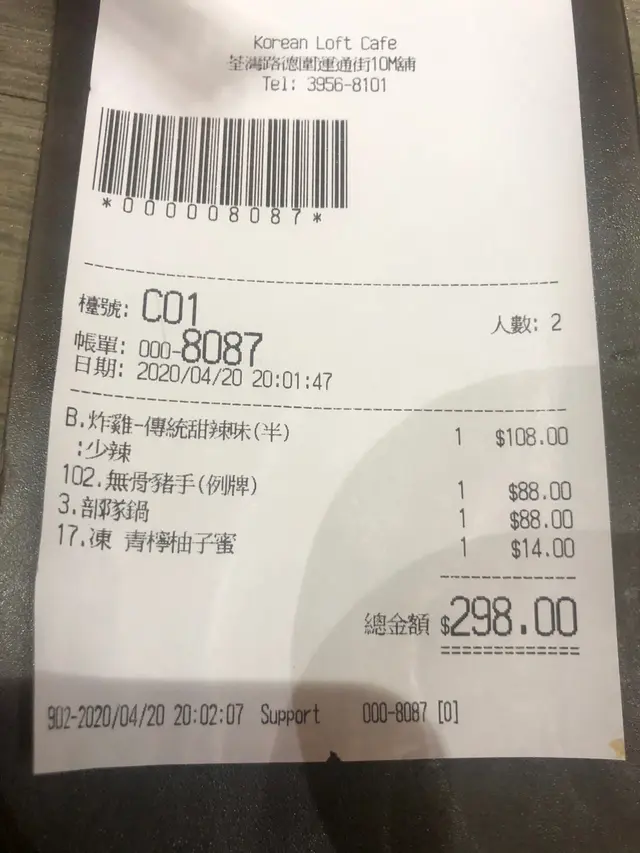 Korean Loft Cafe
荃灣路德圍運通街10M舖
Tel: 3956-8101
*000008087*
檯號: C01
人數: 2
帳單: 000-8087
日期: 2020/04/20 20:01:47
B.炸雞-傳統甜辣味(半) 1 $108.00
:少辣
102.無骨豬手(例牌) 1 $88.00
3.部隊鍋 1 $88.00
17.凍 青檸柚子蜜 1 $14.00
總金額 $298.00
902-2020/04/20 20:02:07 Support 000-8087 [0]